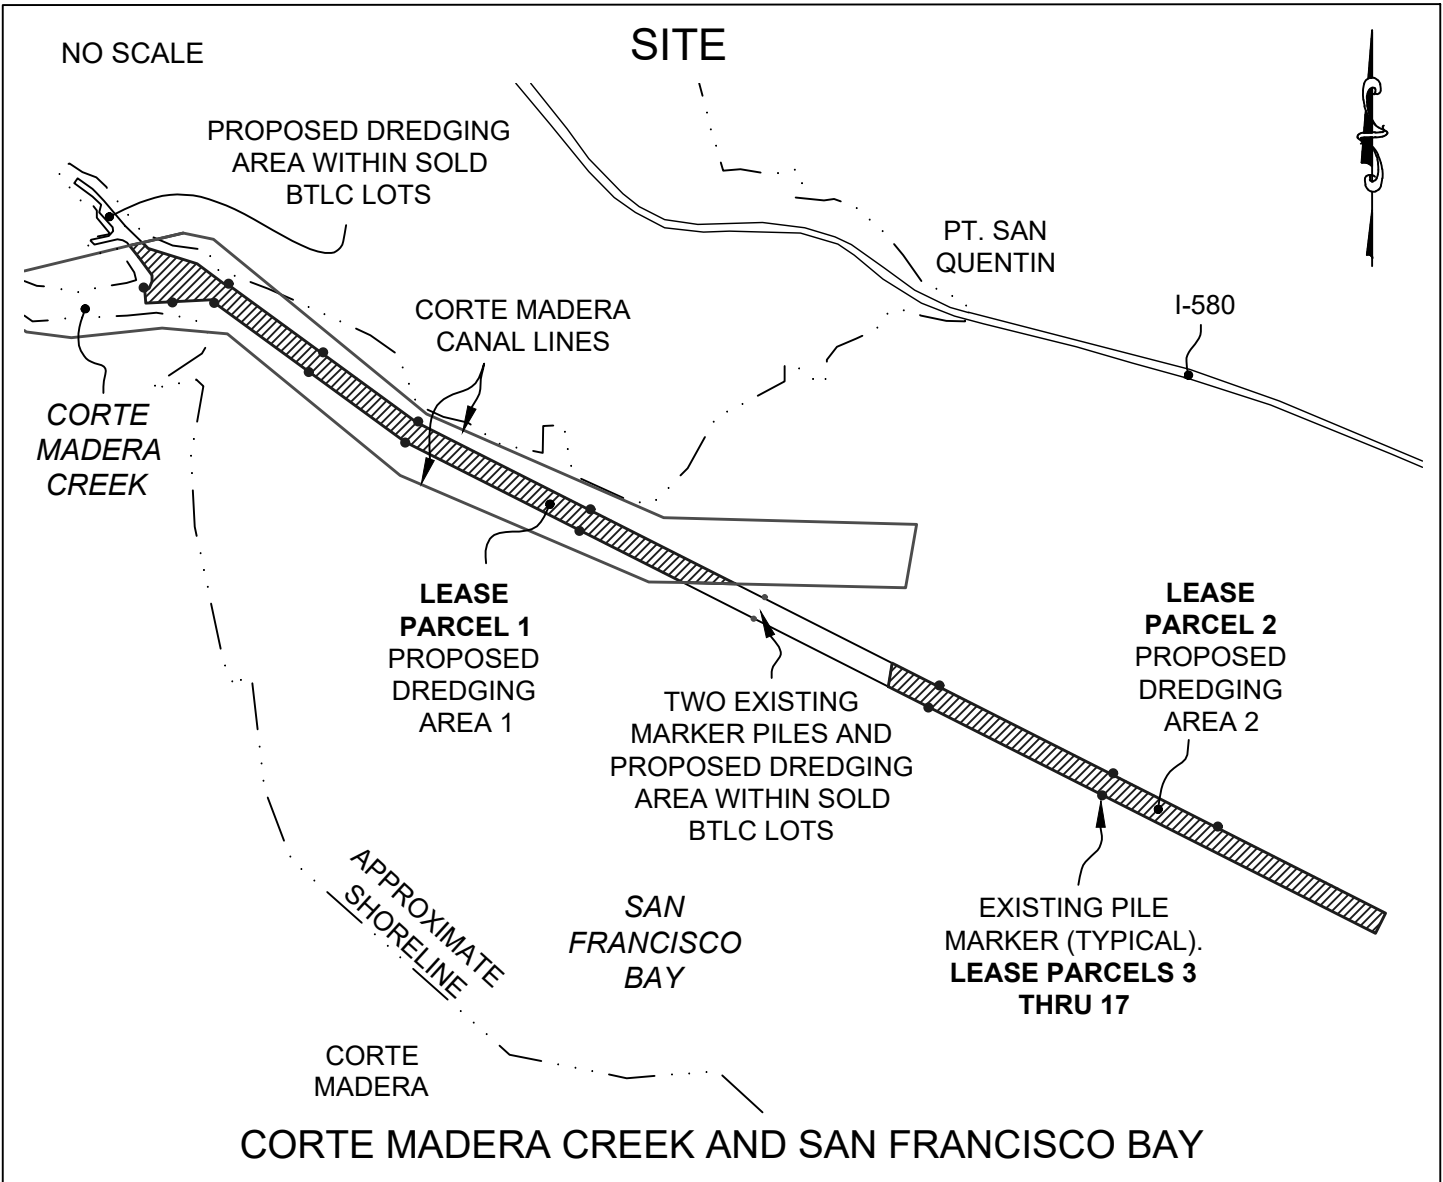 NO SCALE
SITE
PROPOSED DREDGING
AREA WITHIN SOLD
BTLC LOTS
PT. SAN
QUENTIN
I-580
CORTE MADERA
CANAL LINES
CORTE
MADERA
CREEK
LEASE
PARCEL 1
PROPOSED
DREDGING
AREA 1
LEASE
PARCEL 2
PROPOSED
DREDGING
AREA 2
TWO EXISTING
MARKER PILES AND
PROPOSED DREDGING
AREA WITHIN SOLD
BTLC LOTS
APPROXIMATE
SHORELINE
SAN
FRANCISCO
BAY
EXISTING PILE
MARKER (TYPICAL).
LEASE PARCELS 3
THRU 17
CORTE
MADERA
CORTE MADERA CREEK AND SAN FRANCISCO BAY